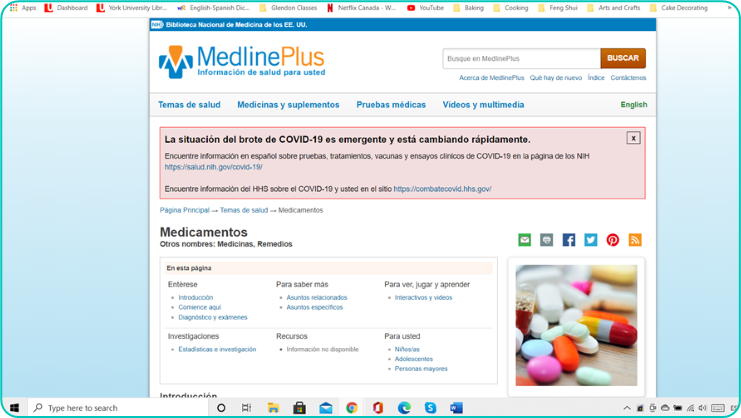 Apps Dashboard York University Libr... English-Spanish Dic... Glendon Classes Netflix Canada - W... YouTube Baking Cooking Feng Shui Arts and Crafts Cake Decorating »
NIH Biblioteca Nacional de Medicina de los EE. UU.
MedlinePlus
Información de salud para usted
Busque en MedlinePlus BUSCAR
Acerca de MedlinePlus Qué hay de nuevo Índice Contáctenos
Temas de salud Medicinas y suplementos Pruebas médicas Videos y multimedia English
La situación del brote de COVID-19 es emergente y está cambiando rápidamente. x
Encuentre información en español sobre pruebas, tratamientos, vacunas y ensayos clínicos de COVID-19 en la página de los NIH
https://salud.nih.gov/covid-19/
Encuentre información del HHS sobre el COVID-19 y usted en el sitio https://combatecovid.hhs.gov/
Página Principal → Temas de salud → Medicamentos
Medicamentos
Otros nombres: Medicinas, Remedios
En esta página
Entérese
Introducción
Comience aquí
Diagnóstico y exámenes
Para saber más
Asuntos relacionados
Asuntos específicos
Para ver, jugar y aprender
Interactivos y videos
Investigaciones
Estadísticas e investigación
Recursos
Información no disponible
Para usted
Niños/as
Adolescentes
Personas mayores
Introducción
Type here to search